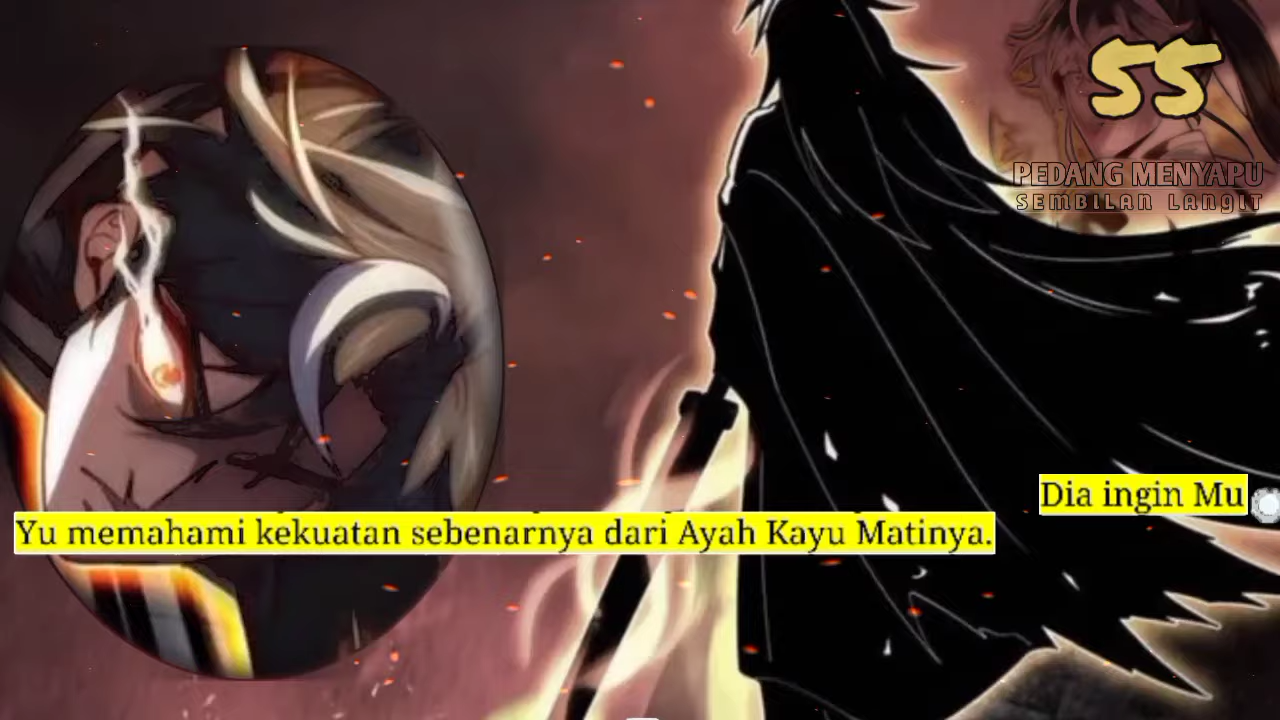 55
PEDANG MENYAPU
SEMBILAN LANGIT
Dia ingin Mu
Yu memahami kekuatan sebenarnya dari Ayah Kayu Matinya.